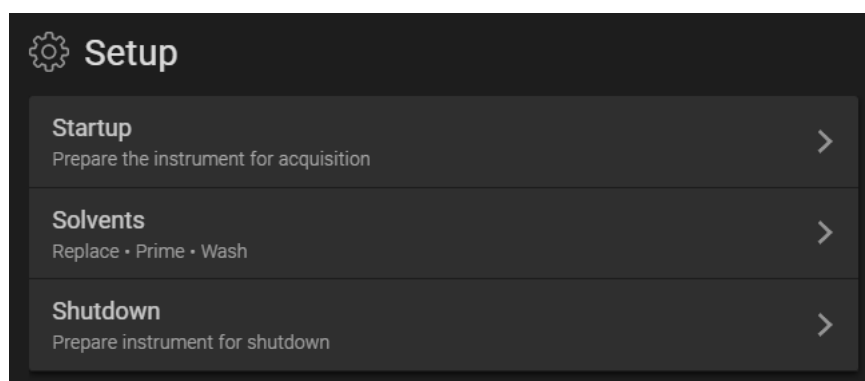 Setup
Startup
Prepare the instrument for acquisition
Solvents
Replace • Prime • Wash
Shutdown
Prepare instrument for shutdown